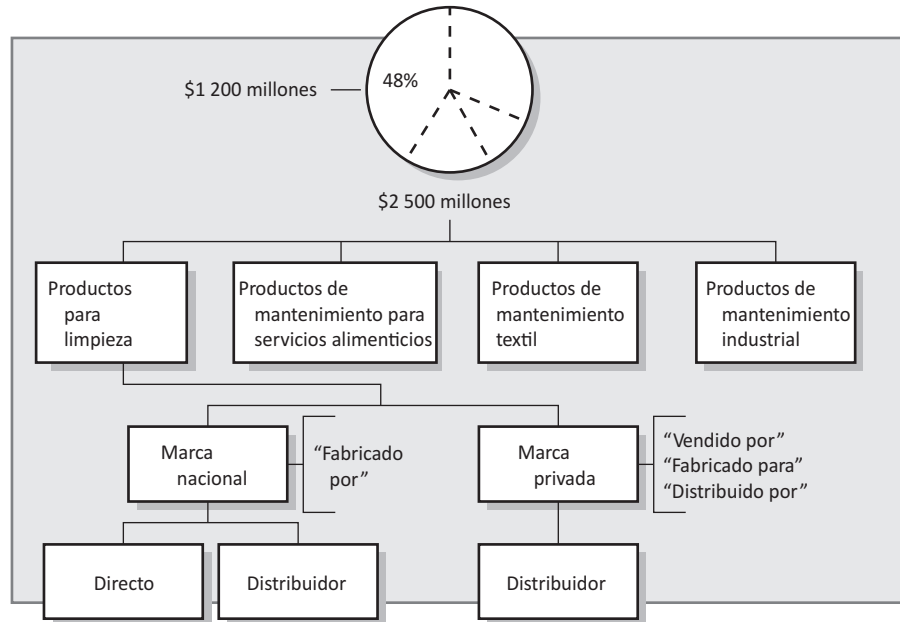 48%
$1 200 millones
$2 500 millones
Productos
para
limpieza
Productos de
mantenimiento para
servicios alimenticios
Productos de
mantenimiento
textil
Productos de
mantenimiento
industrial
Marca
nacional
“Fabricado
por”
Marca
privada
“Vendido por”
“Fabricado para”
“Distribuido por”
Directo
Distribuidor
Distribuidor